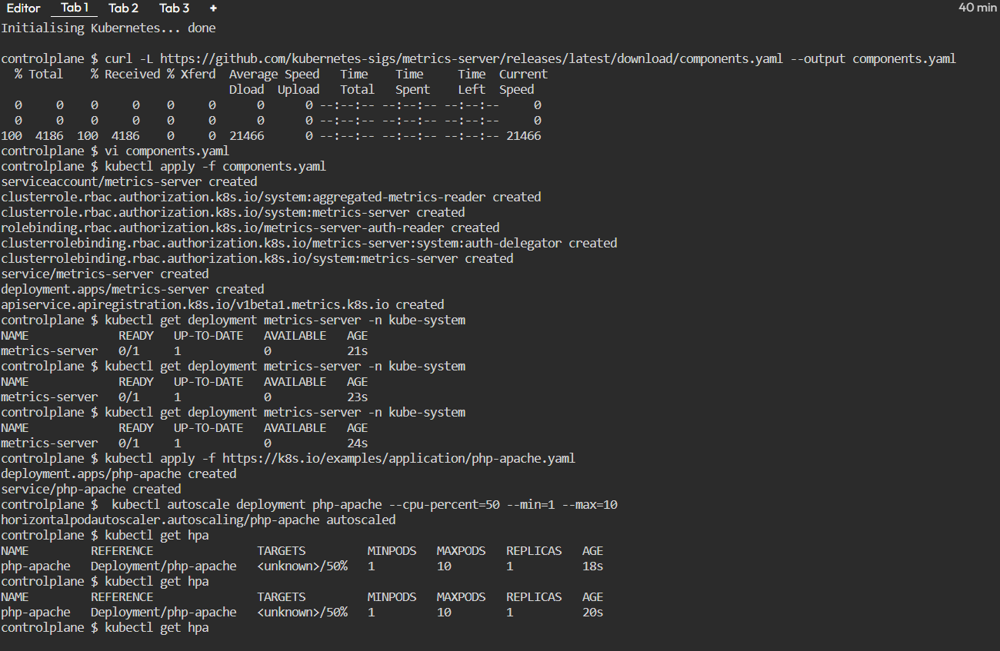 Editor Tab 1 Tab 2 Tab 3 + 40 min
Initialising Kubernetes... done
controlplane $ curl -L https://github.com/kubernetes-sigs/metrics-server/releases/latest/download/components.yaml --output components.yaml
  % Total    % Received % Xferd  Average Speed   Time    Time     Time  Current
                                 Dload  Upload   Total   Spent    Left  Speed
  0     0    0     0    0     0      0      0 --:--:-- --:--:-- --:--:--     0
  0     0    0     0    0     0      0      0 --:--:-- --:--:-- --:--:--     0
100  4186  100  4186    0     0  21466      0 --:--:-- --:--:-- --:--:-- 21466
controlplane $ vi components.yaml
controlplane $ kubectl apply -f components.yaml
serviceaccount/metrics-server created
clusterrole.rbac.authorization.k8s.io/system:aggregated-metrics-reader created
clusterrole.rbac.authorization.k8s.io/system:metrics-server created
rolebinding.rbac.authorization.k8s.io/metrics-server-auth-reader created
clusterrolebinding.rbac.authorization.k8s.io/metrics-server:system:auth-delegator created
clusterrolebinding.rbac.authorization.k8s.io/system:metrics-server created
service/metrics-server created
deployment.apps/metrics-server created
apiservice.apiregistration.k8s.io/v1beta1.metrics.k8s.io created
controlplane $ kubectl get deployment metrics-server -n kube-system
NAME             READY   UP-TO-DATE   AVAILABLE   AGE
metrics-server   0/1     1            0           21s
controlplane $ kubectl get deployment metrics-server -n kube-system
NAME             READY   UP-TO-DATE   AVAILABLE   AGE
metrics-server   0/1     1            0           23s
controlplane $ kubectl get deployment metrics-server -n kube-system
NAME             READY   UP-TO-DATE   AVAILABLE   AGE
metrics-server   0/1     1            0           24s
controlplane $ kubectl apply -f https://k8s.io/examples/application/php-apache.yaml
deployment.apps/php-apache created
service/php-apache created
controlplane $  kubectl autoscale deployment php-apache --cpu-percent=50 --min=1 --max=10
horizontalpodautoscaler.autoscaling/php-apache autoscaled
controlplane $ kubectl get hpa
NAME         REFERENCE               TARGETS         MINPODS   MAXPODS   REPLICAS   AGE
php-apache   Deployment/php-apache   <unknown>/50%   1         10        1          18s
controlplane $ kubectl get hpa
NAME         REFERENCE               TARGETS         MINPODS   MAXPODS   REPLICAS   AGE
php-apache   Deployment/php-apache   <unknown>/50%   1         10        1          20s
controlplane $ kubectl get hpa